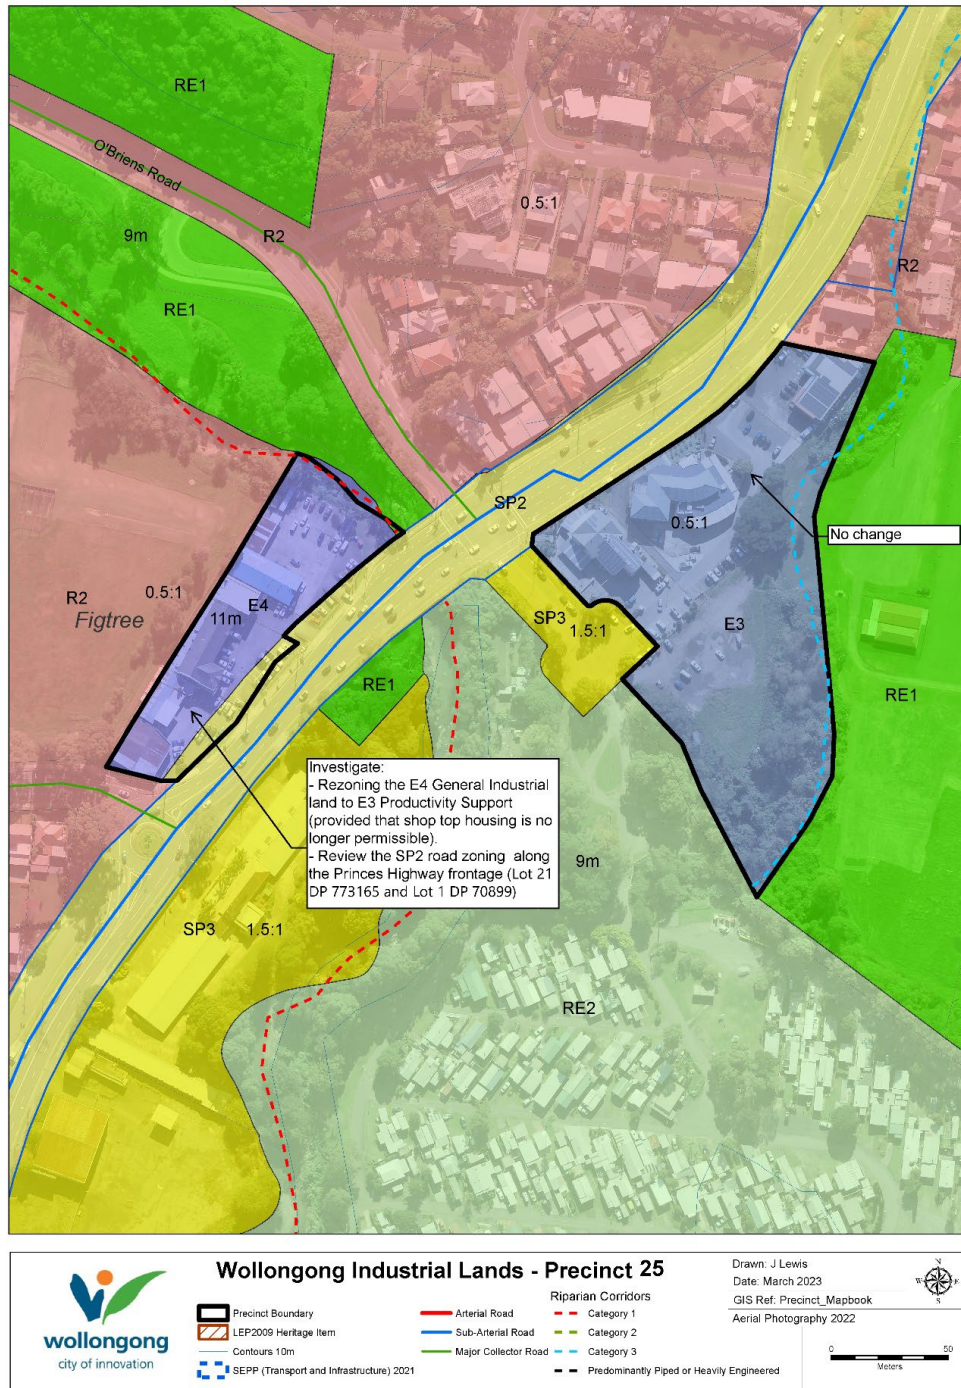 RE1
O'Briens Road
9m
R2
0.5:1
R2
RE1
SP2
0.5:1
No change
R2
0.5:1
Figtree
E4
11m
SP3
1.5:1
E3
RE1
RE1
Investigate:
- Rezoning the E4 General Industrial
land to E3 Productivity Support
(provided that shop top housing is no
longer permissible).
- Review the SP2 road zoning along
the Princes Highway frontage (Lot 21
DP 773165 and Lot 1 DP 70899)
9m
SP3
1.5:1
RE2
Wollongong Industrial Lands - Precinct 25
wollongong
city of innovation
Precinct Boundary
LEP2009 Heritage Item
Contours 10m
SEPP (Transport and Infrastructure) 2021
Arterial Road
Sub-Arterial Road
Major Collector Road
Riparian Corridors
Category 1
Category 2
Category 3
Predominantly Piped or Heavily Engineered
Drawn: J Lewis
Date: March 2023
GIS Ref: Precinct_Mapbook
Aerial Photography 2022
N
W
E
S
0 50
Meters